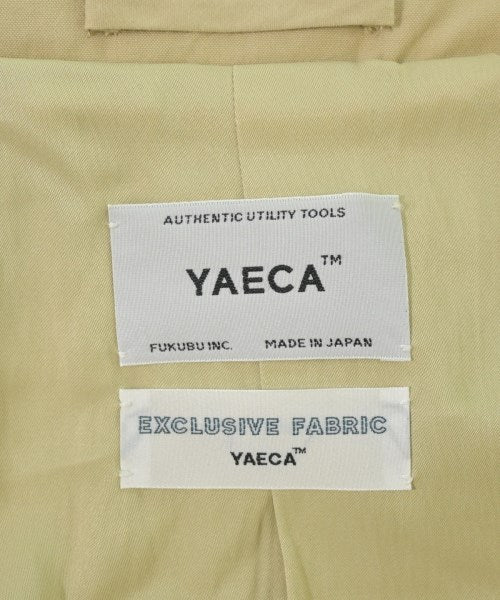 AUTHENTIC UTILITY TOOLS
YAECA™
FUKUBU INC. MADE IN JAPAN
EXCLUSIVE FABRIC
YAECA™